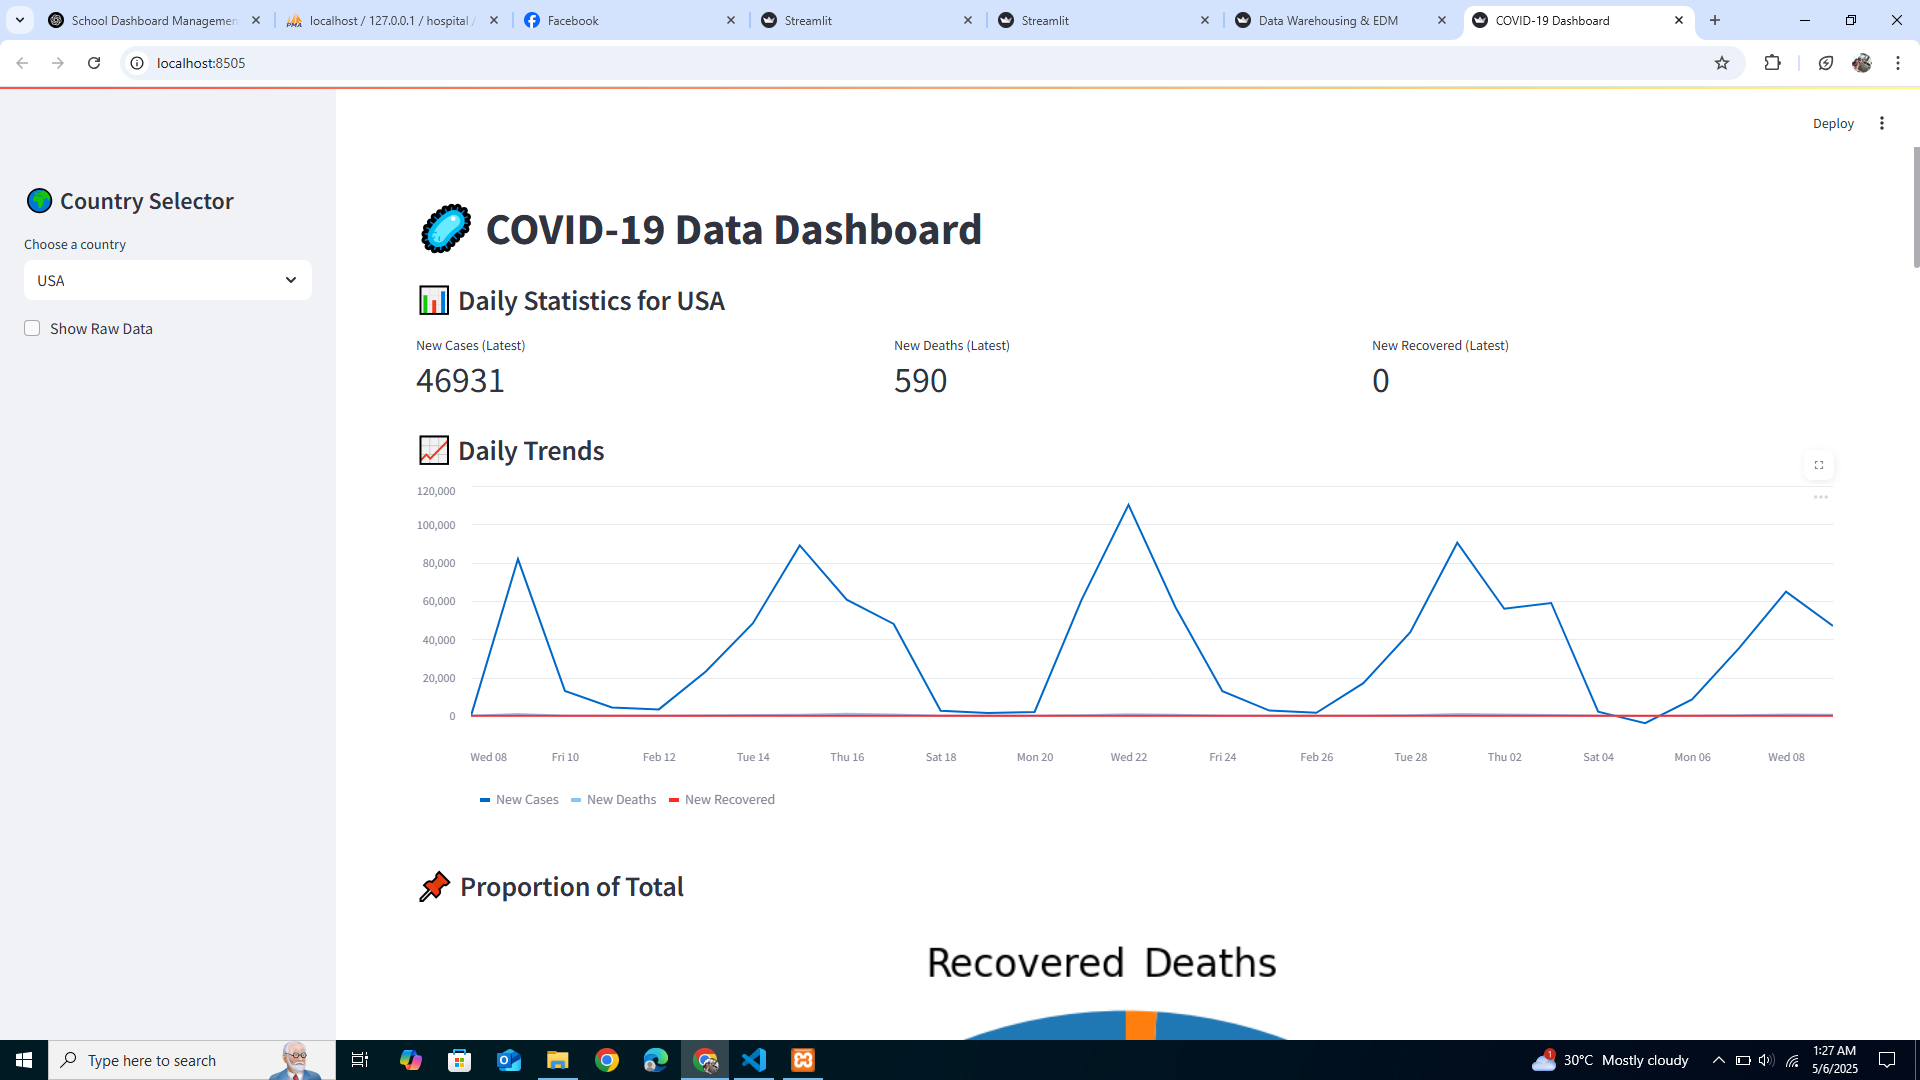 School Dashboard Managemen
localhost / 127.0.0.1 / hospital /
Facebook
Streamlit
Streamlit
Data Warehousing & EDM
COVID-19 Dashboard
localhost:8505
Deploy
Country Selector
Choose a country
USA
Show Raw Data
COVID-19 Data Dashboard
Daily Statistics for USA
New Cases (Latest)
46931
New Deaths (Latest)
590
New Recovered (Latest)
0
Daily Trends
120,000
100,000
80,000
60,000
40,000
20,000
0
Wed 08 Fri 10 Feb 12 Tue 14 Thu 16 Sat 18 Mon 20 Wed 22 Fri 24 Feb 26 Tue 28 Thu 02 Sat 04 Mon 06 Wed 08
New Cases New Deaths New Recovered
Proportion of Total
Recovered Deaths
Type here to search
1
30°C Mostly cloudy
1:27 AM
5/6/2025